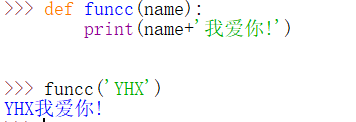 >>> def funcc(name):
        print(name+'我爱你!')
>>> funcc('YHX')
YHX我爱你!